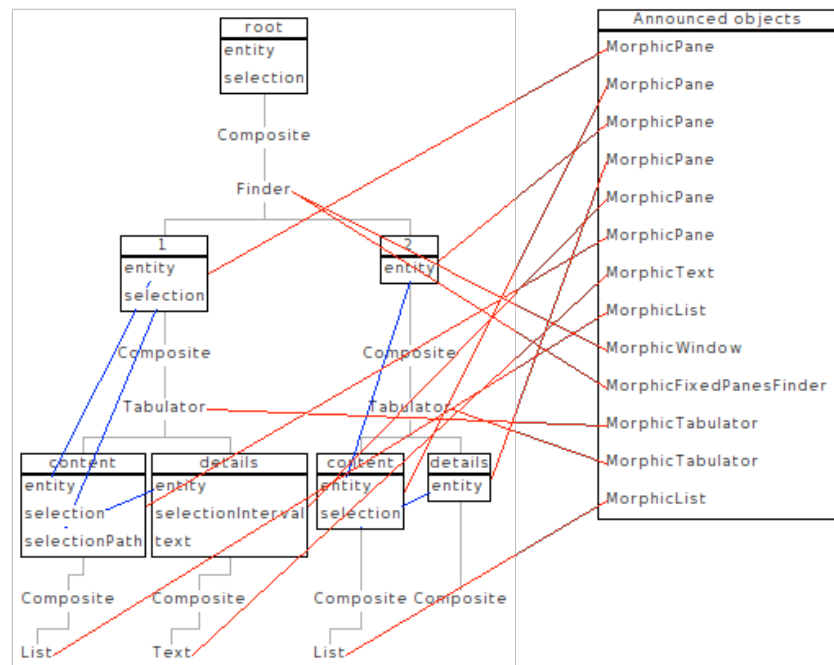 root
entity
selection
Composite
Finder
1
entity
selection
2
entity
Composite
Composite
Tabulator
Tabulator
content
entity
selection
selectionPath
details
entity
selectionInterval
text
content
entity
selection
details
entity
Composite
Composite
Composite
Composite
List
Text
List
Announced objects
MorphicPane
MorphicPane
MorphicPane
MorphicPane
MorphicPane
MorphicPane
MorphicText
MorphicList
MorphicWindow
MorphicFixedPanesFinder
MorphicTabulator
MorphicTabulator
MorphicList